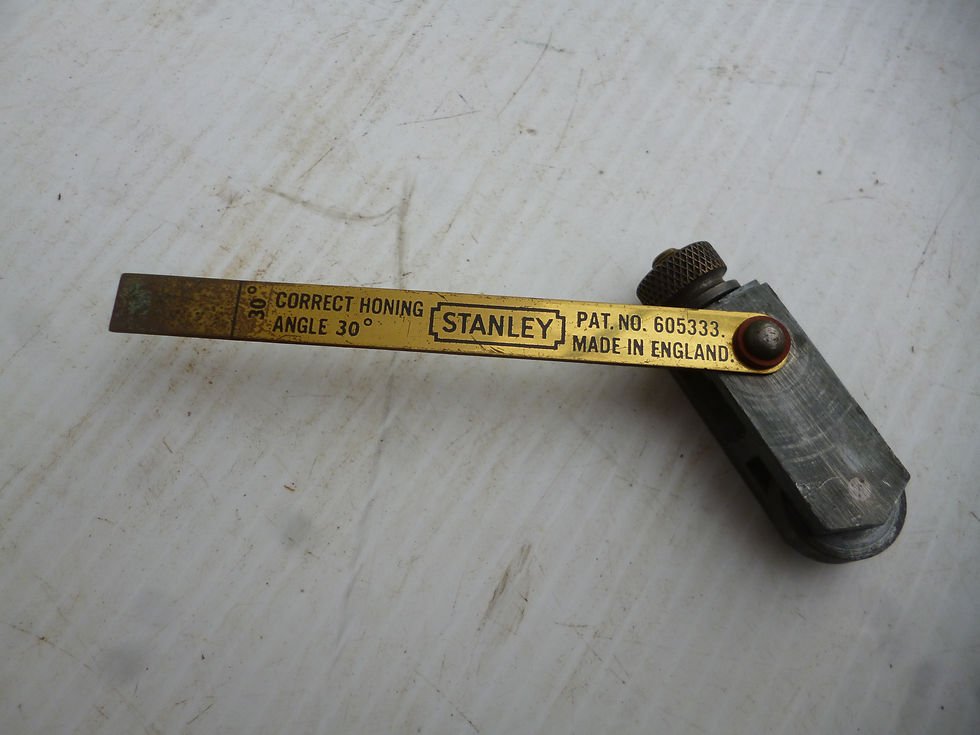 30°
CORRECT HONING
ANGLE 30°
STANLEY
PAT. NO. 605333.
MADE IN ENGLAND.